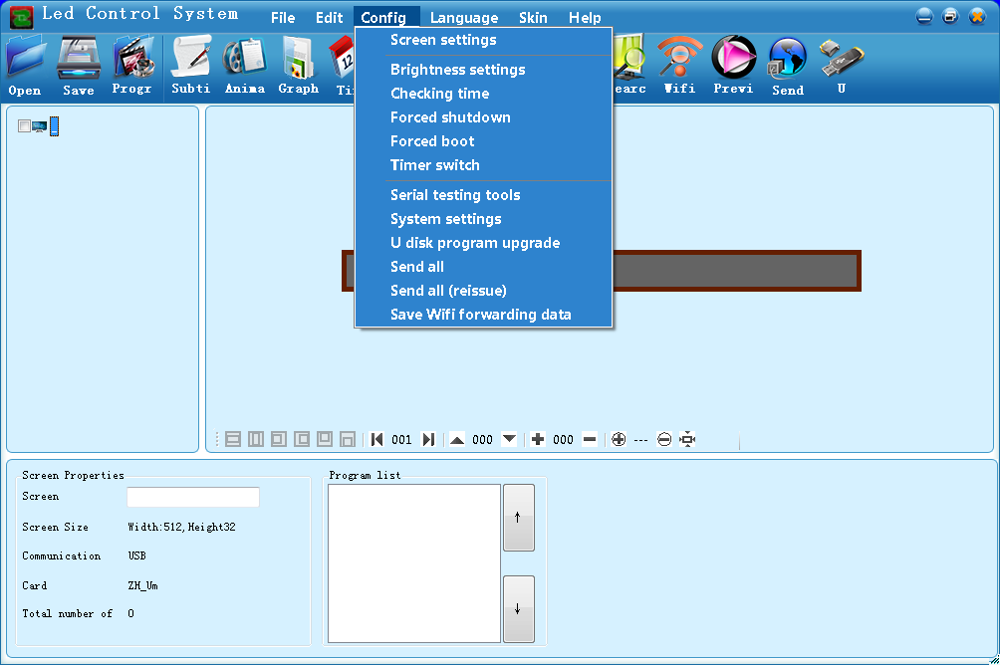 Led Control System
File Edit Config Language Skin Help
Open Save Progr Subti Anima Graph Ti earc Wifi Previ Send U
12
Screen settings
Brightness settings
Checking time
Forced shutdown
Forced boot
Timer switch
Serial testing tools
System settings
U disk program upgrade
Send all
Send all (reissue)
Save Wifi forwarding data
001 000 000 ---
Screen Properties
Screen
Screen Size Width:512,Height32
Communication USB
Card ZH_Um
Total number of 0
Program list
↑
↓